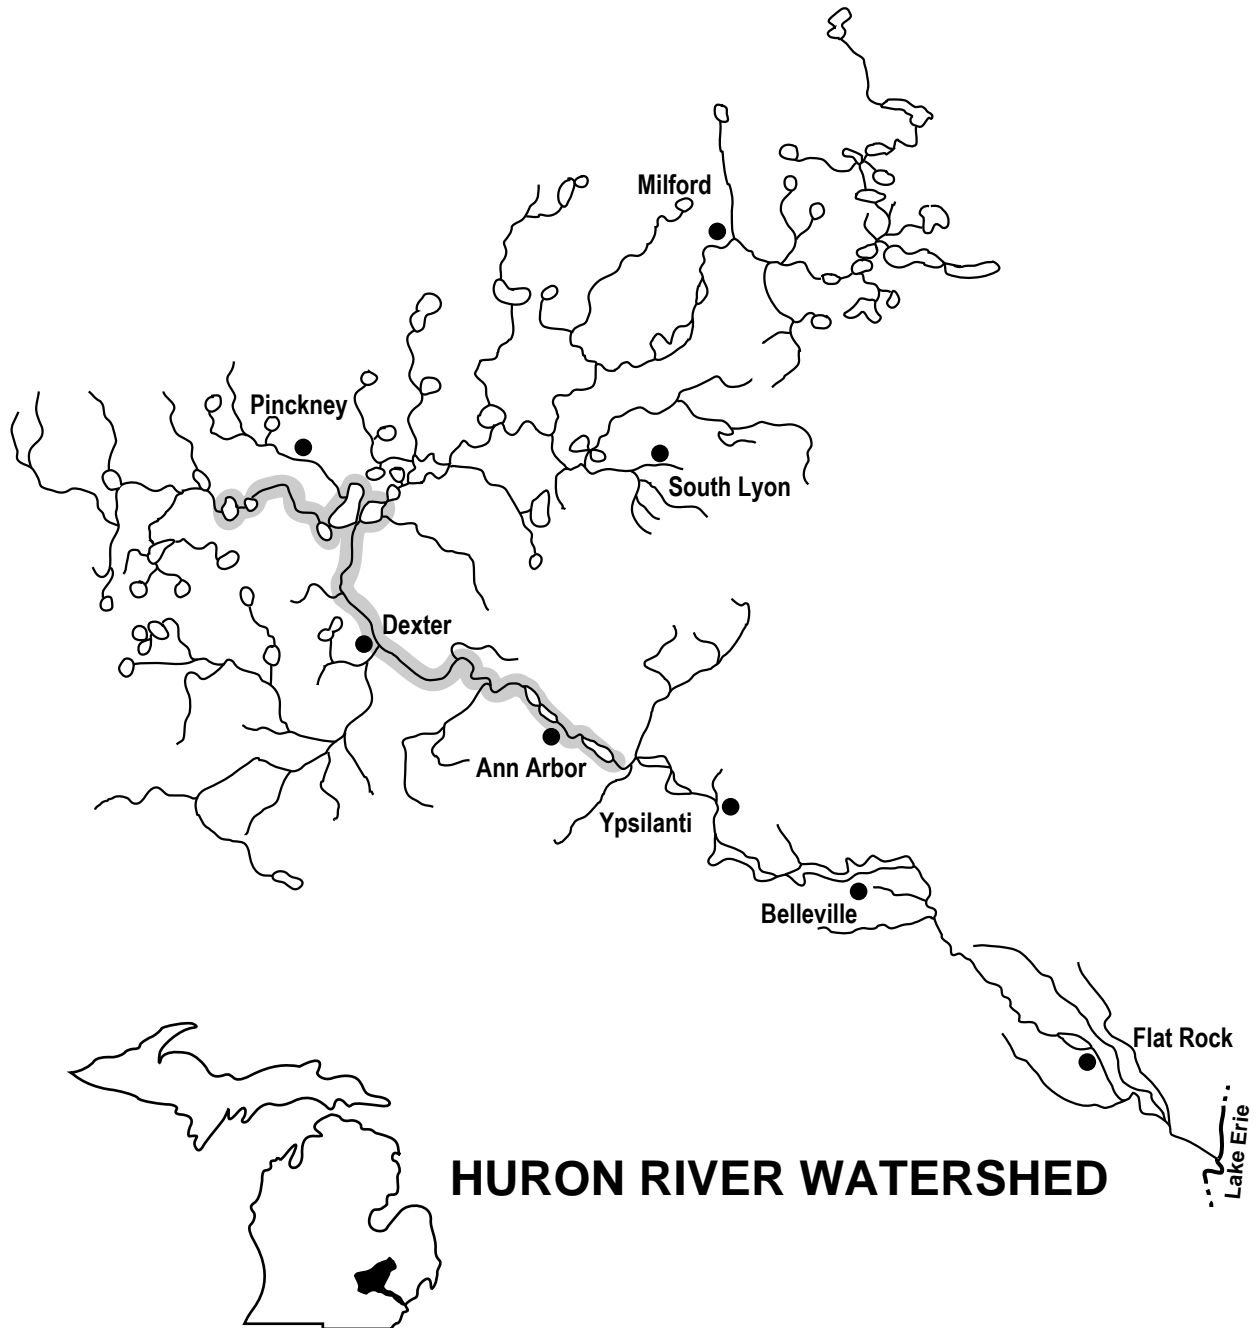 Milford
Pinckney
South Lyon
Dexter
Ann Arbor
Ypsilanti
Belleville
Flat Rock
Lake Erie
HURON RIVER WATERSHED